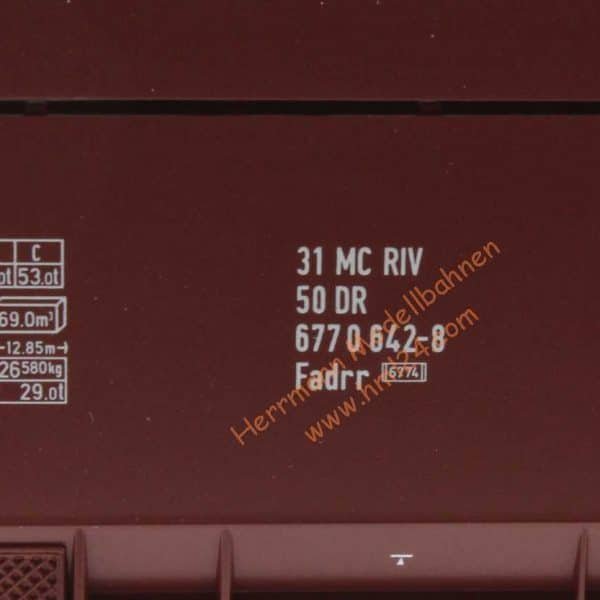 C
0t 53.0t
69.0m³
-12.85m→
26 580kg
29.0t
31 MC RIV
50 DR
677 0 642-8
Fadrr 6774
Herrmann Modellbahnen
www.hm24.com